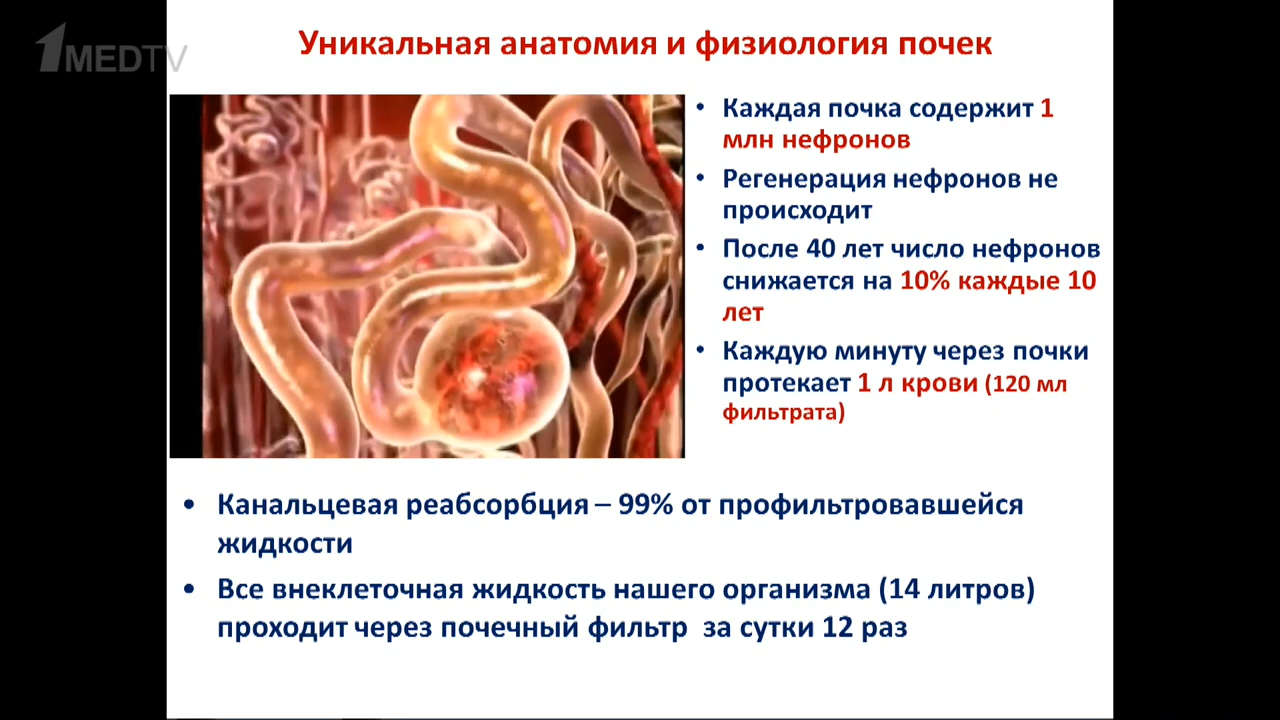 1MEDTV
Уникальная анатомия и физиология почек
• Каждая почка содержит 1
млн нефронов
• Регенерация нефронов не
происходит
• После 40 лет число нефронов
снижается на 10% каждые 10
лет
• Каждую минуту через почки
протекает 1 л крови (120 мл
фильтрата)
• Канальцевая реабсорбция – 99% от профильтровавшейся
жидкости
• Все внеклеточная жидкость нашего организма (14 литров)
проходит через почечный фильтр за сутки 12 раз